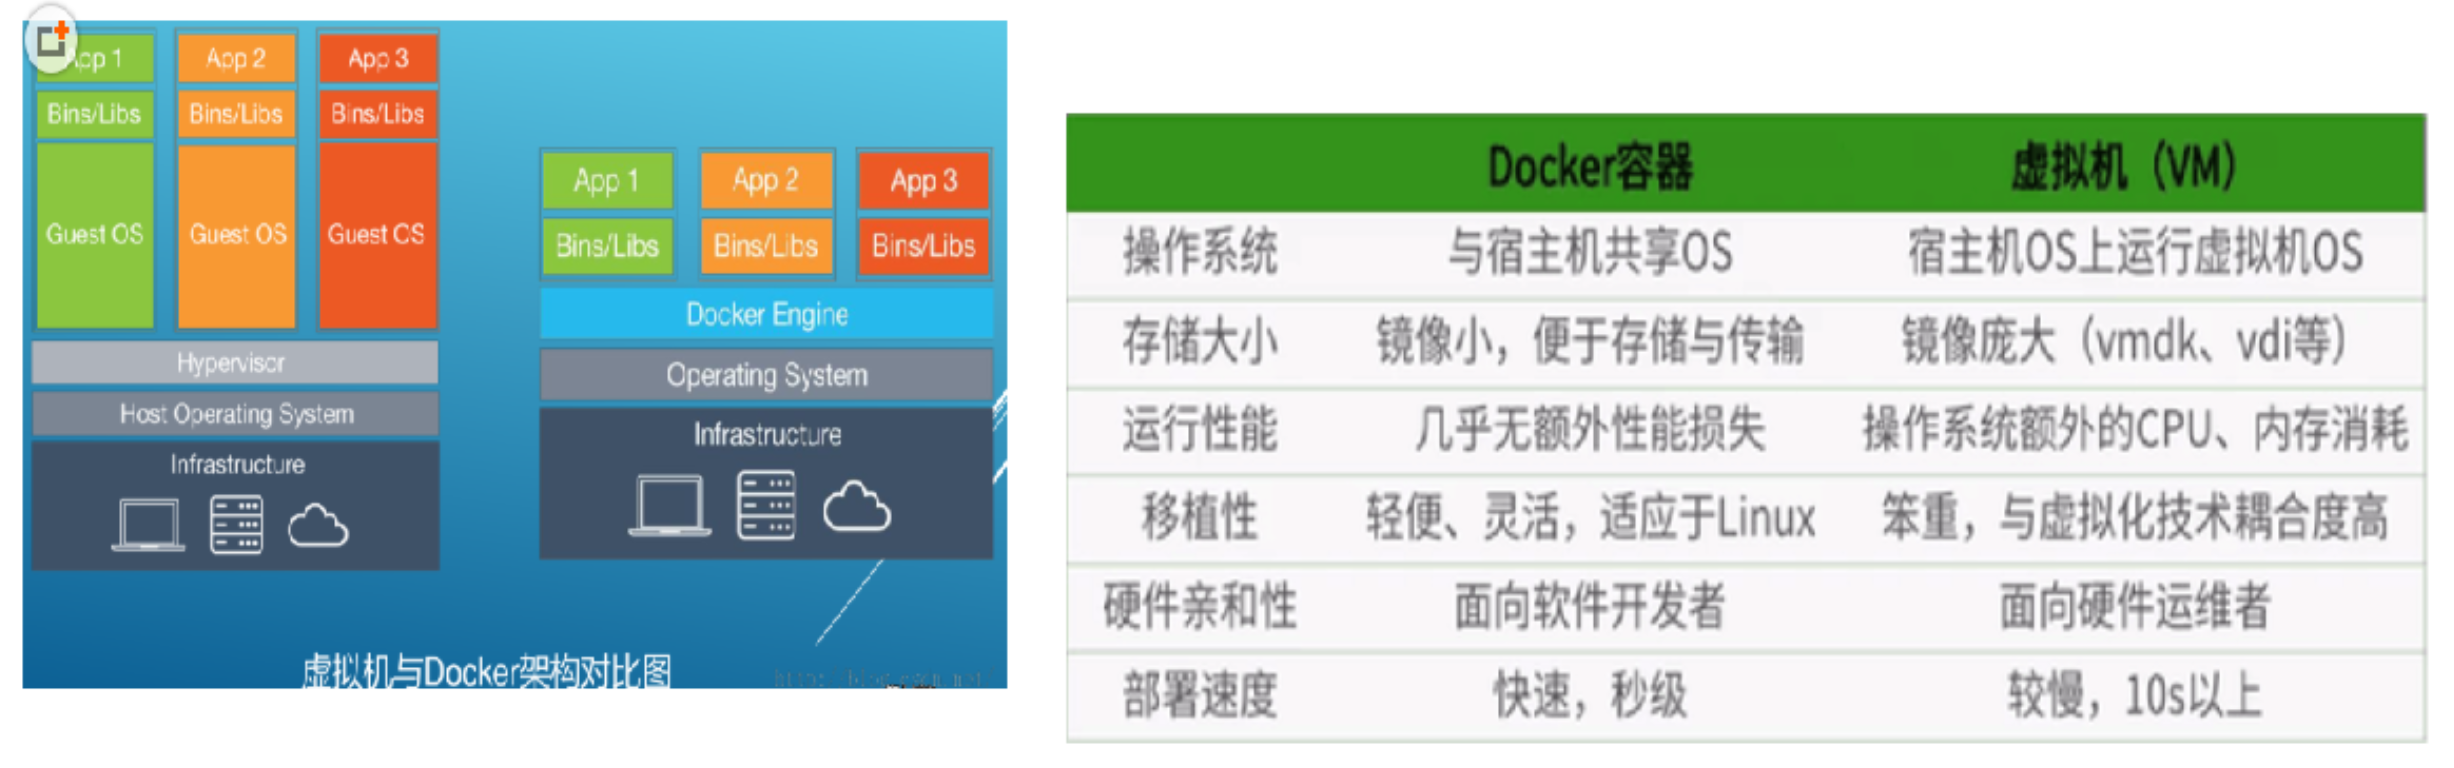 App 1 App 2 App 3
Bins/Libs Bins/Libs Bins/Libs
Guest OS Guest OS Guest OS
Hypervisor
Host Operating System
Infrastructure
App 1 App 2 App 3
Bins/Libs Bins/Libs Bins/Libs
Docker Engine
Operating System
Infrastructure
虚拟机与Docker架构对比图
Docker容器 虚拟机（VM）
操作系统 与宿主机共享OS 宿主机OS上运行虚拟机OS
存储大小 镜像小，便于存储与传输 镜像庞大（vmdk、vdi等）
运行性能 几乎无额外性能损失 操作系统额外的CPU、内存消耗
移植性 轻便、灵活，适应于Linux 笨重，与虚拟化技术耦合度高
硬件亲和性 面向软件开发者 面向硬件运维者
部署速度 快速，秒级 较慢，10s以上